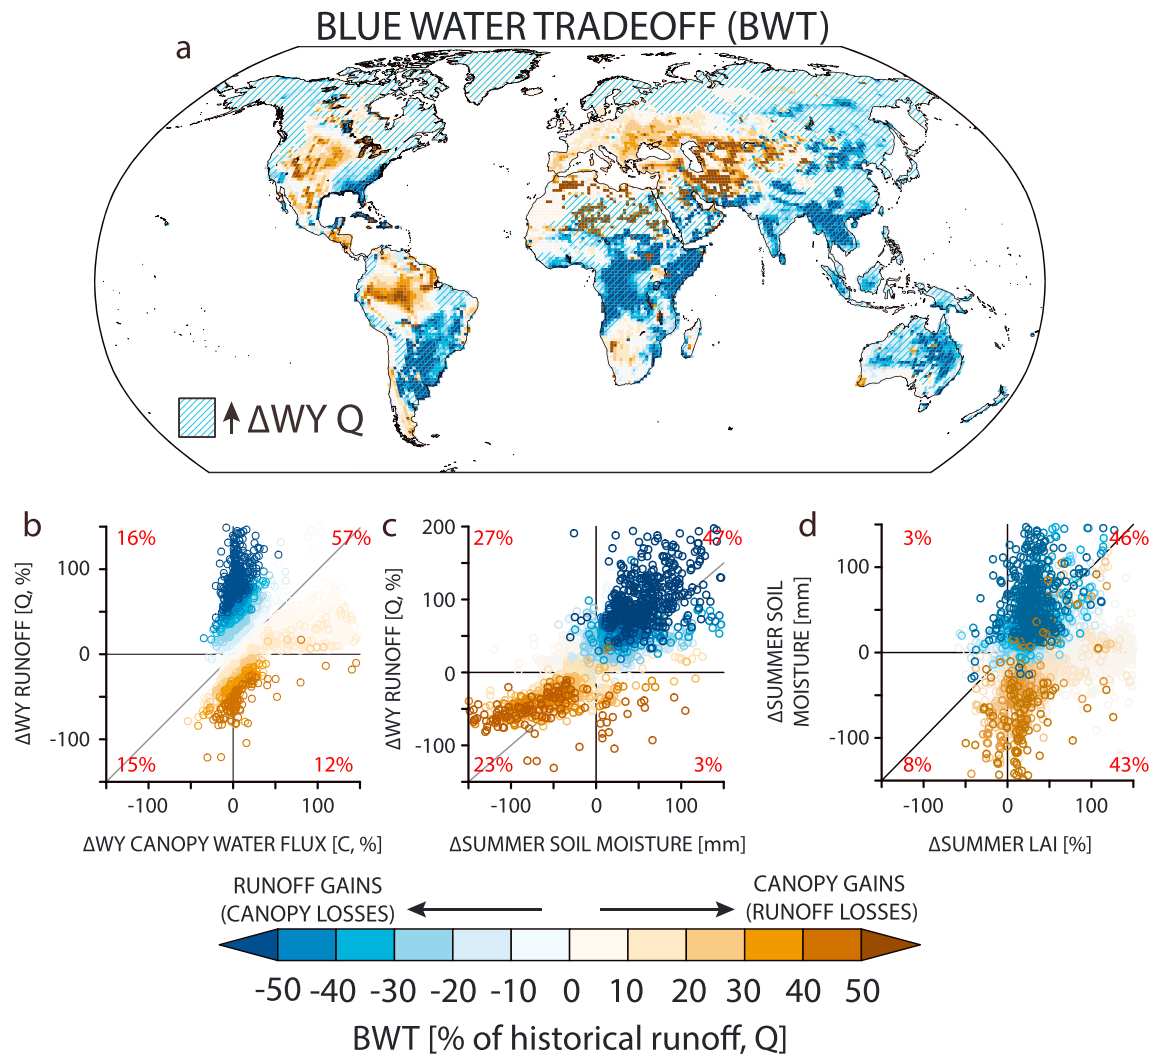 BLUE WATER TRADEOFF (BWT)
a
ΔWY Q
b
16%
57%
100
0
-100
15%
12%
-100
0
100
ΔWY RUNOFF [Q, %]
ΔWY CANOPY WATER FLUX [C, %]
c
200
27%
47%
100
0
-100
23%
3%
-100
0
100
ΔWY RUNOFF [Q, %]
ΔSUMMER SOIL MOISTURE [mm]
d
3%
46%
100
0
-100
8%
43%
-100
0
100
ΔSUMMER SOIL
MOISTURE [mm]
ΔSUMMER LAI [%]
RUNOFF GAINS
(CANOPY LOSSES)
CANOPY GAINS
(RUNOFF LOSSES)
-50 -40 -30 -20 -10 0 10 20 30 40 50
BWT [% of historical runoff, Q]